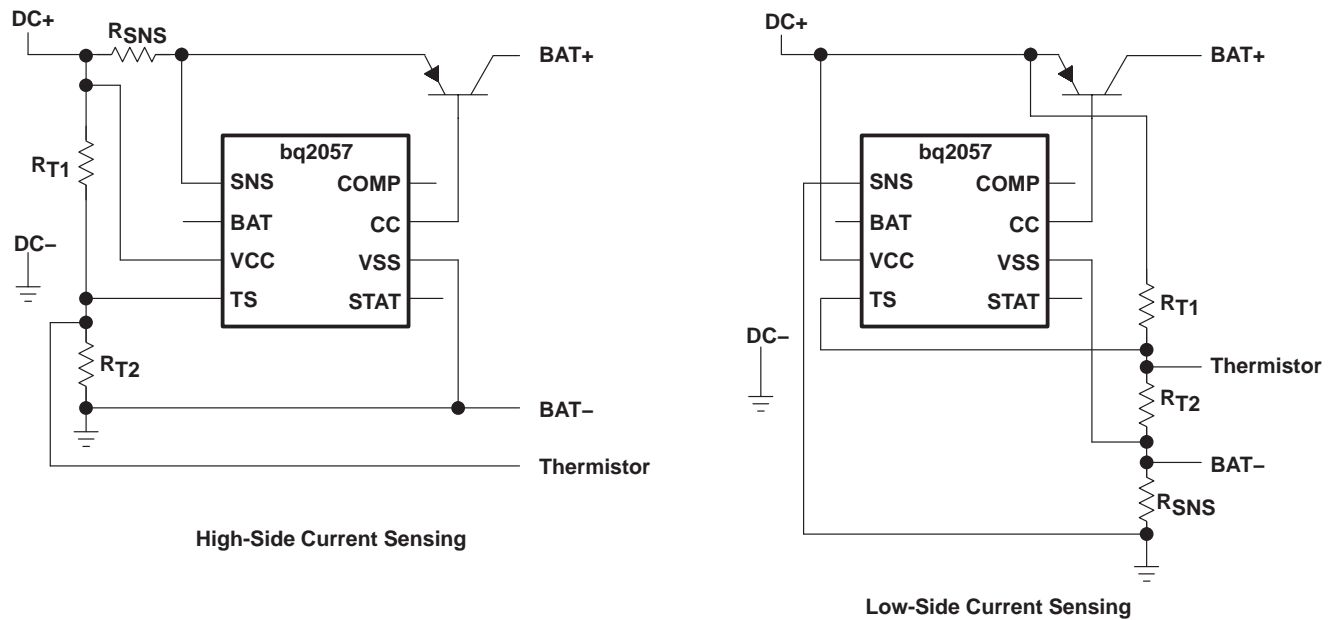 DC+
RSNS
BAT+
bq2057
RT1
SNS
COMP
BAT
CC
DC–
VCC
VSS
TS
STAT
RT2
BAT–
Thermistor
High-Side Current Sensing
DC+
BAT+
bq2057
SNS
COMP
BAT
CC
VCC
VSS
TS
STAT
RT1
DC–
Thermistor
RT2
BAT–
RSNS
Low-Side Current Sensing